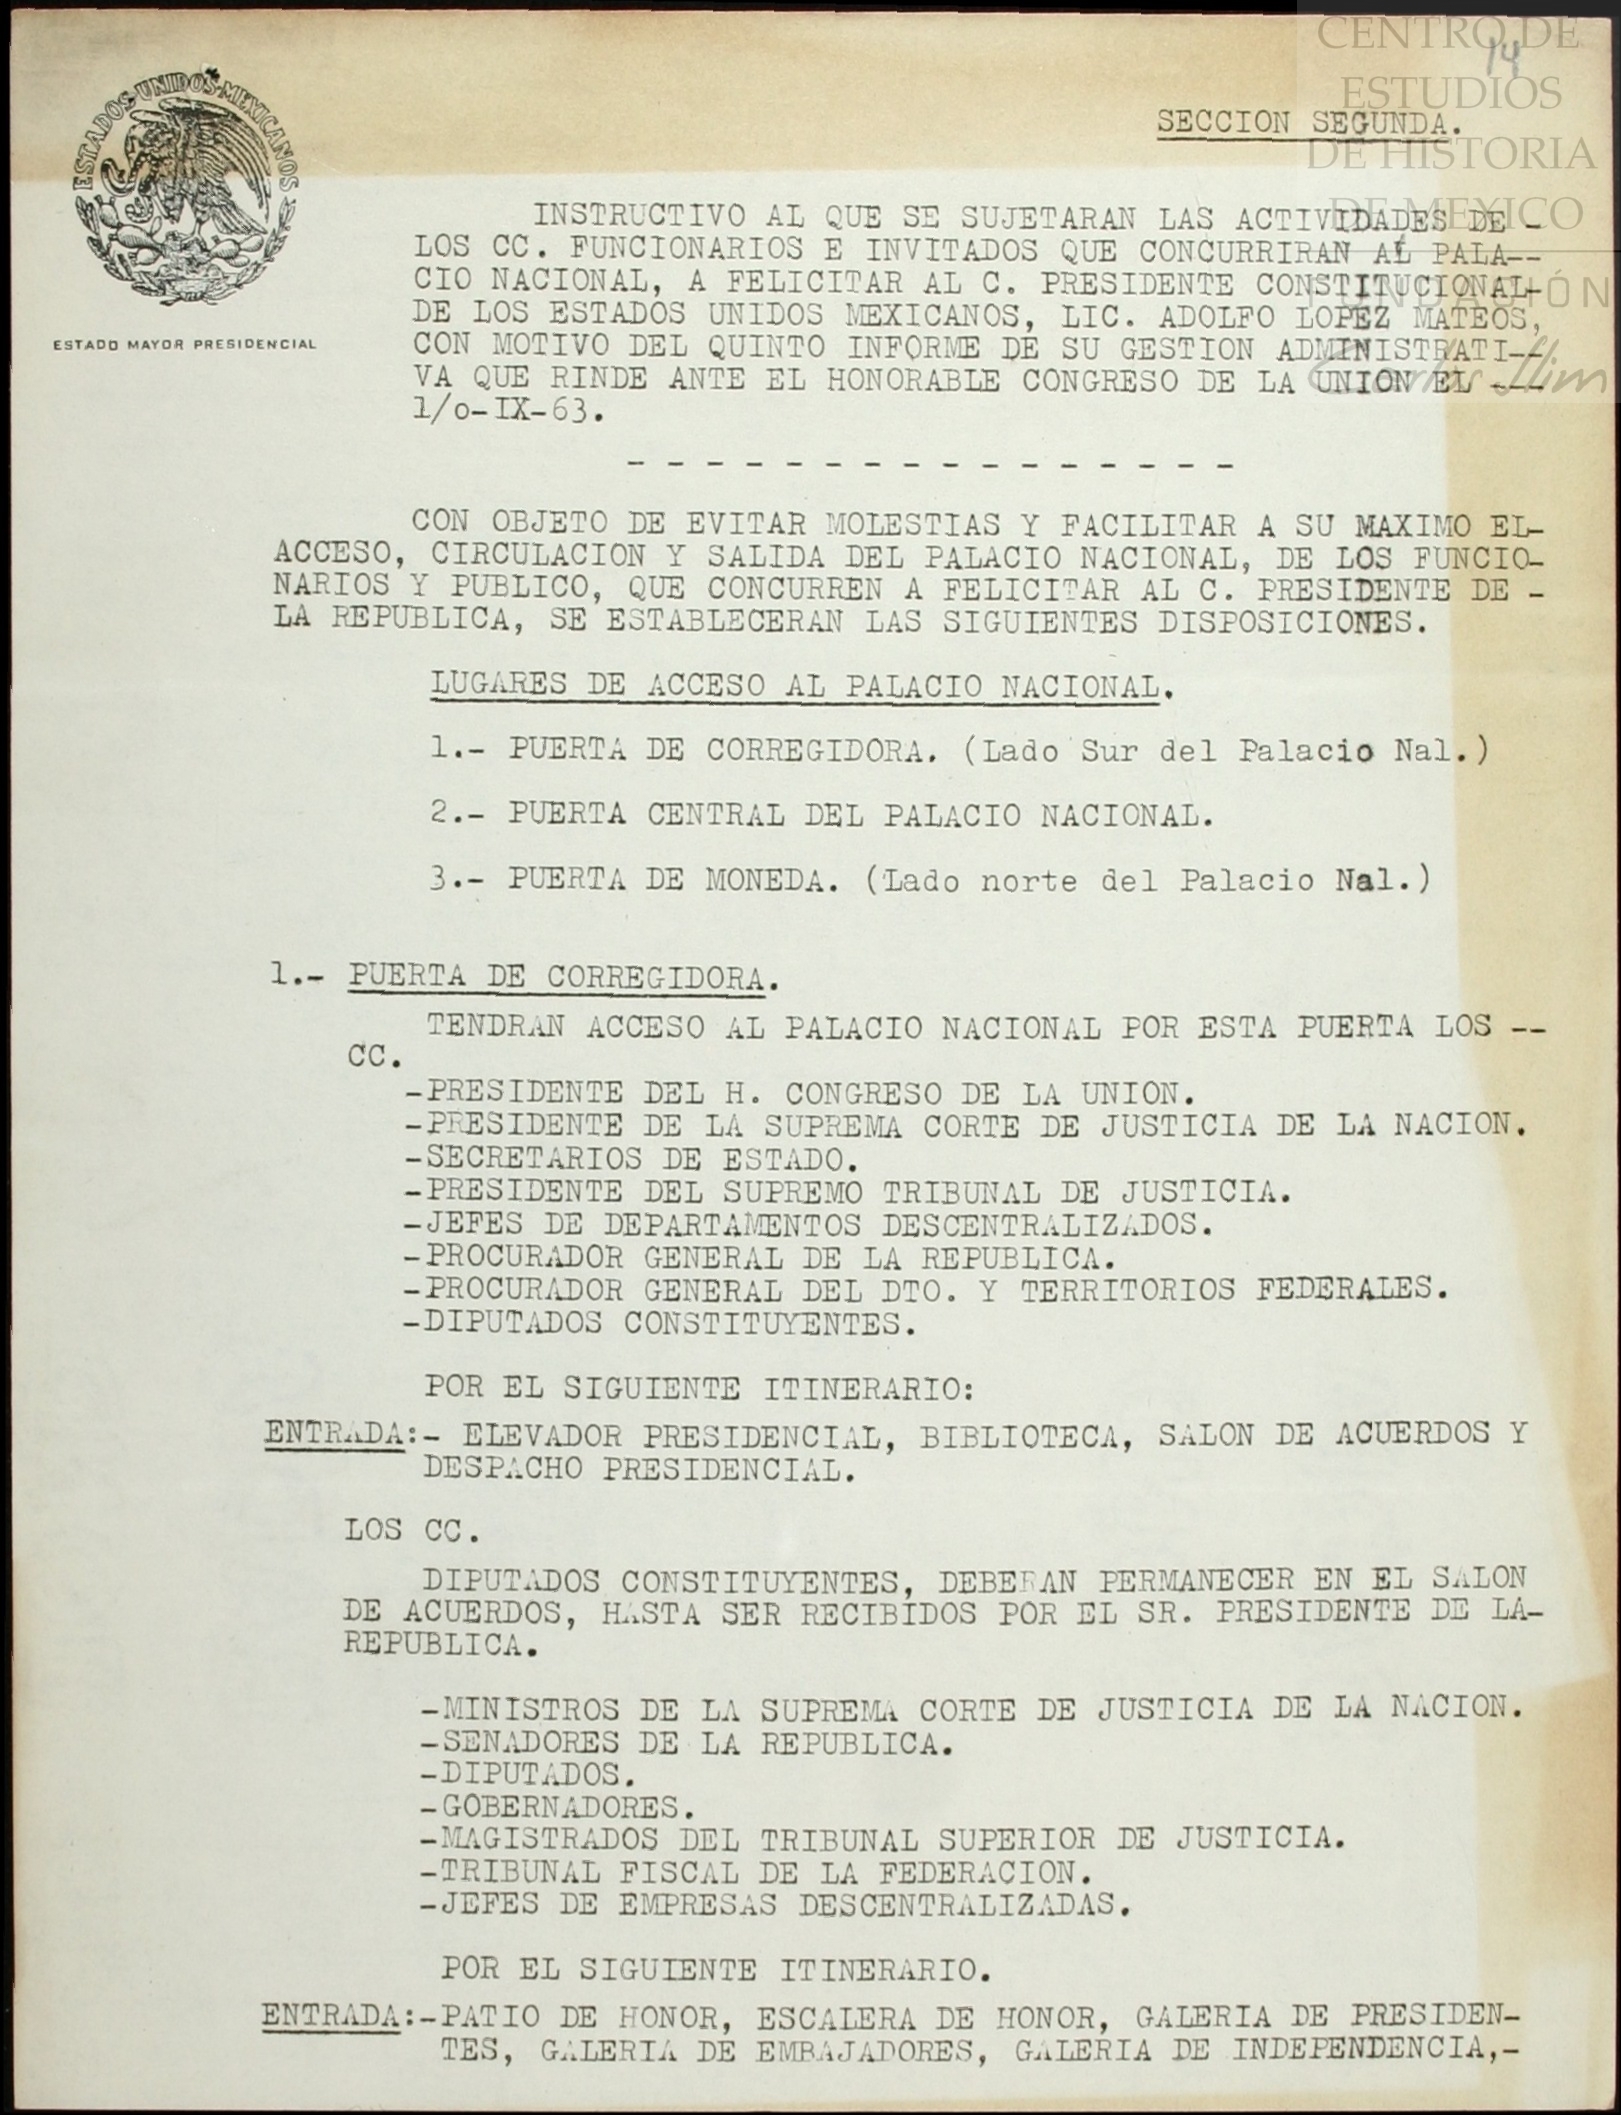 CENTRO DE
ESTUDIOS
DE HISTORIA
DE MEXICO
FUNDACIÓN
Carlos Slim
14
SECCION SEGUNDA.
ESTADOS UNIDOS MEXICANOS
ESTADO MAYOR PRESIDENCIAL
INSTRUCTIVO AL QUE SE SUJETARAN LAS ACTIVIDADES DE -
LOS CC. FUNCIONARIOS E INVITADOS QUE CONCURRIRAN AL PALA--
CIO NACIONAL, A FELICITAR AL C. PRESIDENTE CONSTITUCIONAL-
DE LOS ESTADOS UNIDOS MEXICANOS, LIC. ADOLFO LOPEZ MATEOS,
CON MOTIVO DEL QUINTO INFORME DE SU GESTION ADMINISTRATI--
VA QUE RINDE ANTE EL HONORABLE CONGRESO DE LA UNION EL ---
1/o-IX-63.
- - - - - - - - - - - - - - - -
CON OBJETO DE EVITAR MOLESTIAS Y FACILITAR A SU MAXIMO EL-
ACCESO, CIRCULACION Y SALIDA DEL PALACIO NACIONAL, DE LOS FUNCIO-
NARIOS Y PUBLICO, QUE CONCURREN A FELICITAR AL C. PRESIDENTE DE -
LA REPUBLICA, SE ESTABLECERAN LAS SIGUIENTES DISPOSICIONES.
LUGARES DE ACCESO AL PALACIO NACIONAL.
1.- PUERTA DE CORREGIDORA. (Lado Sur del Palacio Nal.)
2.- PUERTA CENTRAL DEL PALACIO NACIONAL.
3.- PUERTA DE MONEDA. (Lado norte del Palacio Nal.)
1.- PUERTA DE CORREGIDORA.
TENDRAN ACCESO AL PALACIO NACIONAL POR ESTA PUERTA LOS --
CC.
-PRESIDENTE DEL H. CONGRESO DE LA UNION.
-PRESIDENTE DE LA SUPREMA CORTE DE JUSTICIA DE LA NACION.
-SECRETARIOS DE ESTADO.
-PRESIDENTE DEL SUPREMO TRIBUNAL DE JUSTICIA.
-JEFES DE DEPARTAMENTOS DESCENTRALIZADOS.
-PROCURADOR GENERAL DE LA REPUBLICA.
-PROCURADOR GENERAL DEL DTO. Y TERRITORIOS FEDERALES.
-DIPUTADOS CONSTITUYENTES.
POR EL SIGUIENTE ITINERARIO:
ENTRADA:- ELEVADOR PRESIDENCIAL, BIBLIOTECA, SALON DE ACUERDOS Y
DESPACHO PRESIDENCIAL.
LOS CC.
DIPUTADOS CONSTITUYENTES, DEBERAN PERMANECER EN EL SALON
DE ACUERDOS, HASTA SER RECIBIDOS POR EL SR. PRESIDENTE DE LA-
REPUBLICA.
-MINISTROS DE LA SUPREMA CORTE DE JUSTICIA DE LA NACION.
-SENADORES DE LA REPUBLICA.
-DIPUTADOS.
-GOBERNADORES.
-MAGISTRADOS DEL TRIBUNAL SUPERIOR DE JUSTICIA.
-TRIBUNAL FISCAL DE LA FEDERACION.
-JEFES DE EMPRESAS DESCENTRALIZADAS.
POR EL SIGUIENTE ITINERARIO.
ENTRADA:-PATIO DE HONOR, ESCALERA DE HONOR, GALERIA DE PRESIDEN-
TES, GALERIA DE EMBAJADORES, GALERIA DE INDEPENDENCIA,-